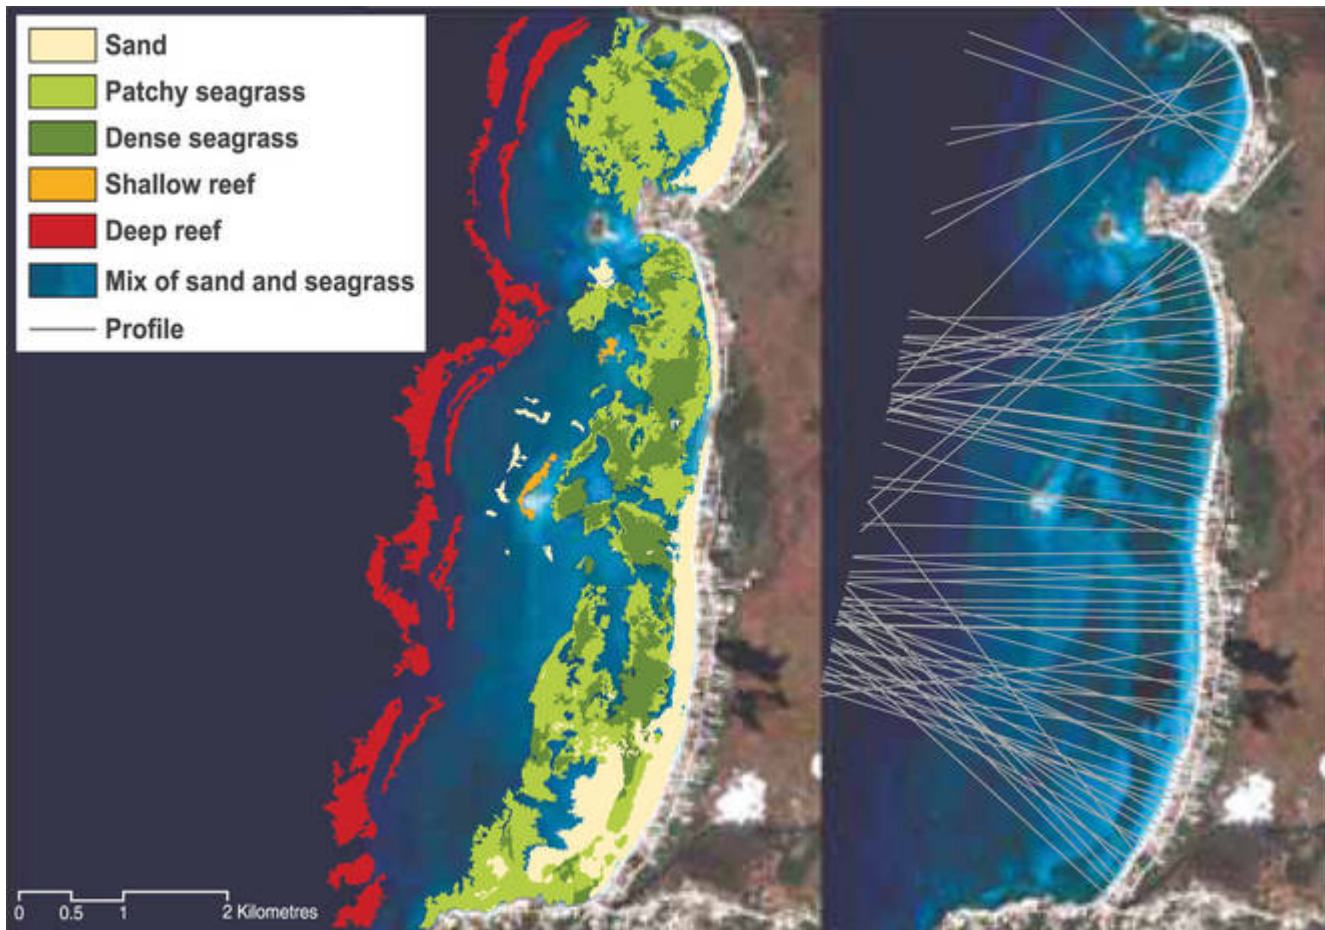 Sand
Patchy seagrass
Dense seagrass
Shallow reef
Deep reef
Mix of sand and seagrass
Profile
0 0.5 1 2 Kilometres